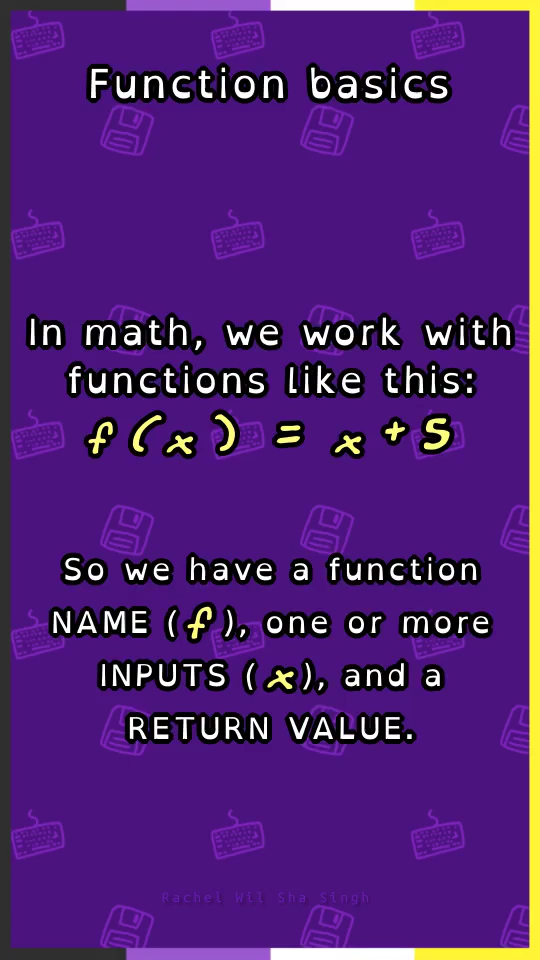 Function basics
In math, we work with
functions like this:
f(x) = x+5
So we have a function
NAME (f), one or more
INPUTS (x), and a
RETURN VALUE.
Rachel Wil Sha Singh